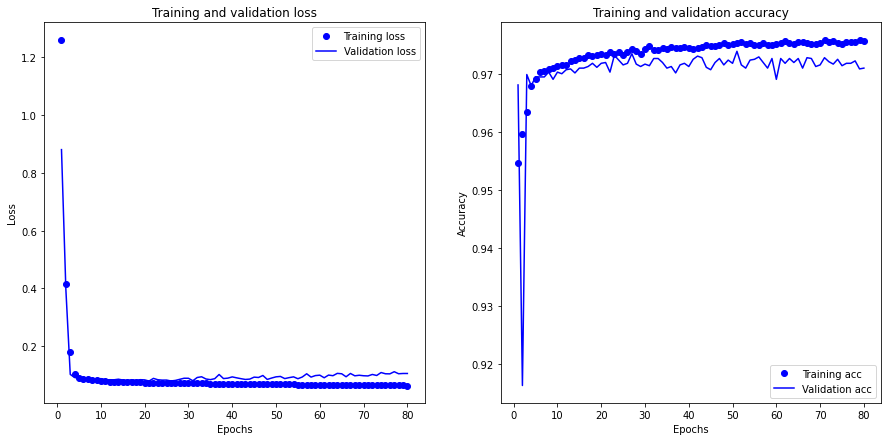 Training and validation loss
Training loss
Validation loss
1.2
1.0
0.8
0.6
0.4
0.2
Loss
0 10 20 30 40 50 60 70 80
Epochs
Training and validation accuracy
0.97
0.96
0.95
0.94
0.93
0.92
Accuracy
Training acc
Validation acc
0 10 20 30 40 50 60 70 80
Epochs